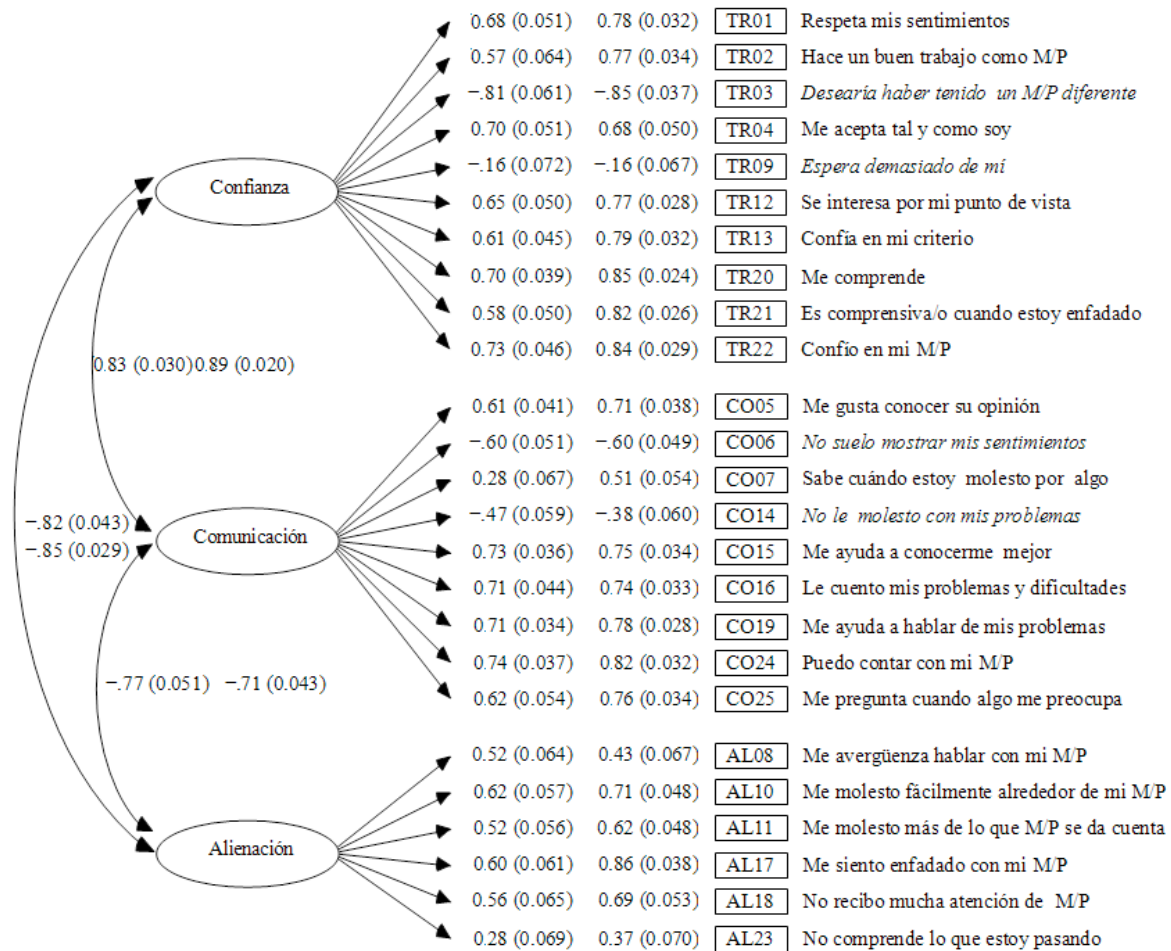 0.68 (0.051) 0.78 (0.032) TR01 Respeta mis sentimientos
0.57 (0.064) 0.77 (0.034) TR02 Hace un buen trabajo como M/P
−.81 (0.061) −.85 (0.037) TR03 Desearía haber tenido un M/P diferente
0.70 (0.051) 0.68 (0.050) TR04 Me acepta tal y como soy
−.16 (0.072) −.16 (0.067) TR09 Espera demasiado de mí
Confianza
0.65 (0.050) 0.77 (0.028) TR12 Se interesa por mi punto de vista
0.61 (0.045) 0.79 (0.032) TR13 Confía en mi criterio
0.70 (0.039) 0.85 (0.024) TR20 Me comprende
0.58 (0.050) 0.82 (0.026) TR21 Es comprensiva/o cuando estoy enfadado
0.73 (0.046) 0.84 (0.029) TR22 Confío en mi M/P
0.83 (0.030) 0.89 (0.020)
0.61 (0.041) 0.71 (0.038) CO05 Me gusta conocer su opinión
−.60 (0.051) −.60 (0.049) CO06 No suelo mostrar mis sentimientos
0.28 (0.067) 0.51 (0.054) CO07 Sabe cuándo estoy molesto por algo
−.47 (0.059) −.38 (0.060) CO14 No le molesto con mis problemas
−.82 (0.043)
Comunicación
−.85 (0.029)
0.73 (0.036) 0.75 (0.034) CO15 Me ayuda a conocerme mejor
0.71 (0.044) 0.74 (0.033) CO16 Le cuento mis problemas y dificultades
0.71 (0.034) 0.78 (0.028) CO19 Me ayuda a hablar de mis problemas
0.74 (0.037) 0.82 (0.032) CO24 Puedo contar con mi M/P
−.77 (0.051) −.71 (0.043)
0.62 (0.054) 0.76 (0.034) CO25 Me pregunta cuando algo me preocupa
0.52 (0.064) 0.43 (0.067) AL08 Me avergüenza hablar con mi M/P
0.62 (0.057) 0.71 (0.048) AL10 Me molesto fácilmente alrededor de mi M/P
0.52 (0.056) 0.62 (0.048) AL11 Me molesto más de lo que M/P se da cuenta
Alienación
0.60 (0.061) 0.86 (0.038) AL17 Me siento enfadado con mi M/P
0.56 (0.065) 0.69 (0.053) AL18 No recibo mucha atención de M/P
0.28 (0.069) 0.37 (0.070) AL23 No comprende lo que estoy pasando